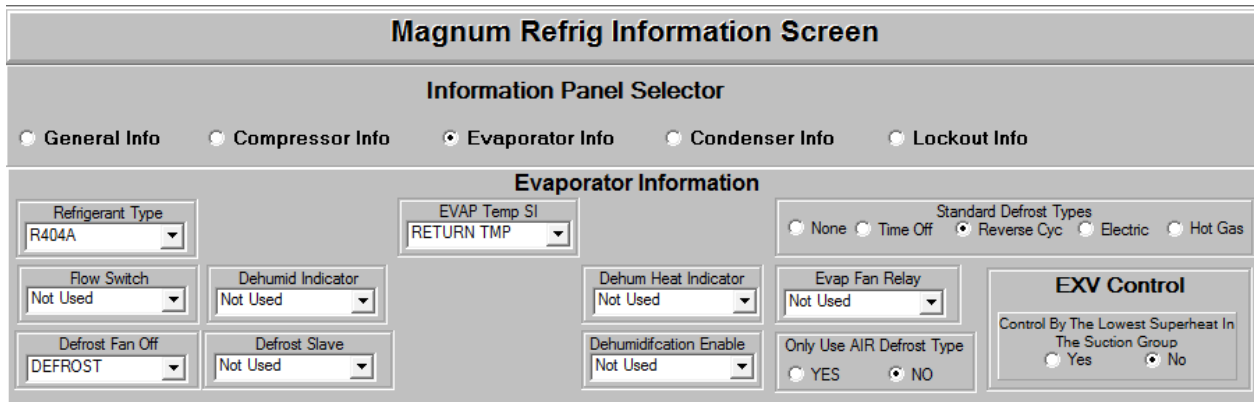 Magnum Refrig Information Screen
Information Panel Selector
General Info Compressor Info Evaporator Info Condenser Info Lockout Info
Evaporator Information
Refrigerant Type
R404A
EVAP Temp SI
RETURN TMP
Standard Defrost Types
None Time Off Reverse Cyc Electric Hot Gas
Flow Switch
Not Used
Dehumid Indicator
Not Used
Dehum Heat Indicator
Not Used
Evap Fan Relay
Not Used
EXV Control
Control By The Lowest Superheat In
The Suction Group
Yes No
Defrost Fan Off
DEFROST
Defrost Slave
Not Used
Dehumidifcation Enable
Not Used
Only Use AIR Defrost Type
YES NO